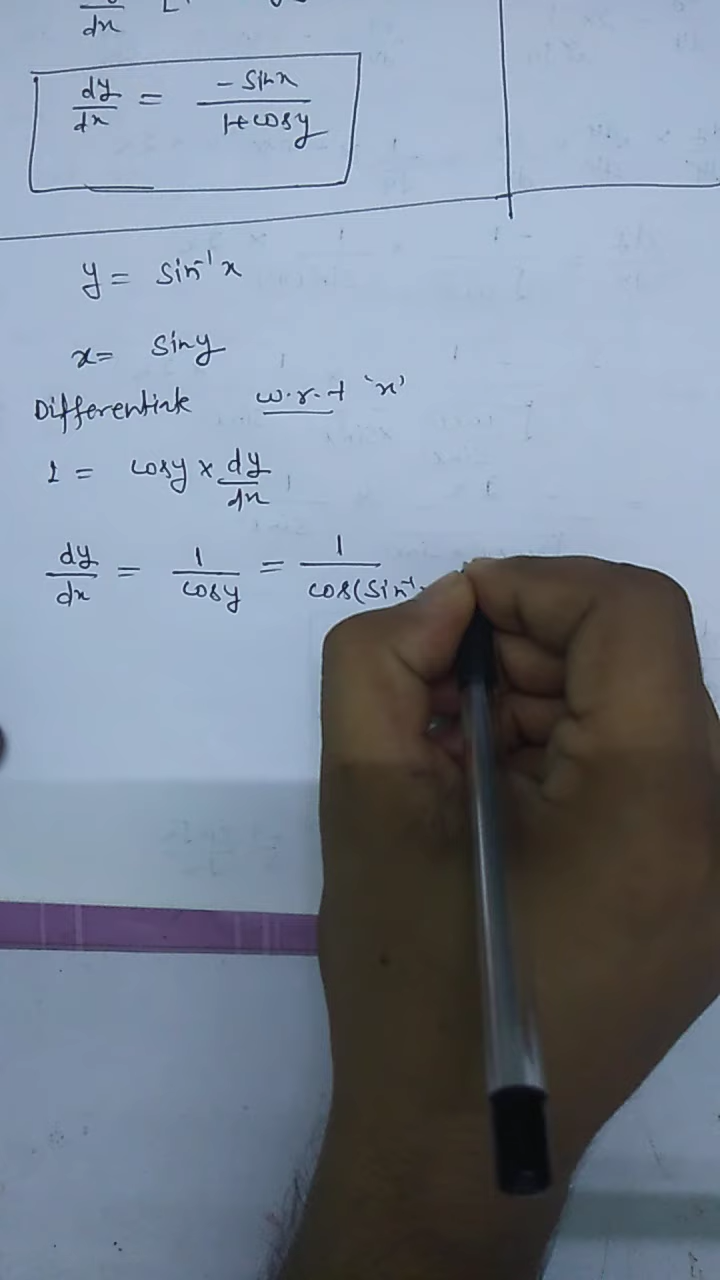 dx
dy/dx = -sinx/1+cosy
y = sin⁻¹x
x= siny
Differentiate w.r.t 'x'
1 = cosy x dy/dx
dy/dx = 1/cosy = 1/cos(sin⁻¹